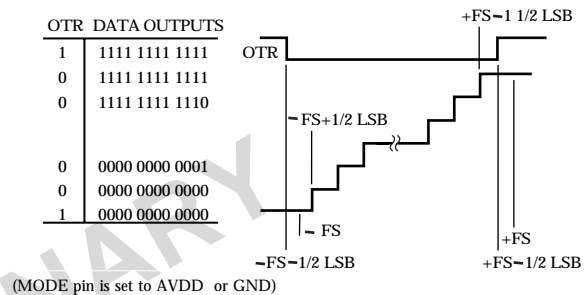 +FS−1 1/2 LSB
OTR DATA OUTPUTS
1 1111 1111 1111
0 1111 1111 1111
0 1111 1111 1110
0 0000 0000 0001
0 0000 0000 0000
1 0000 0000 0000
OTR
−FS+1/2 LSB
− FS
+FS
−FS−1/2 LSB
+FS−1/2 LSB
(MODE pin is set to AVDD or GND)
NARY